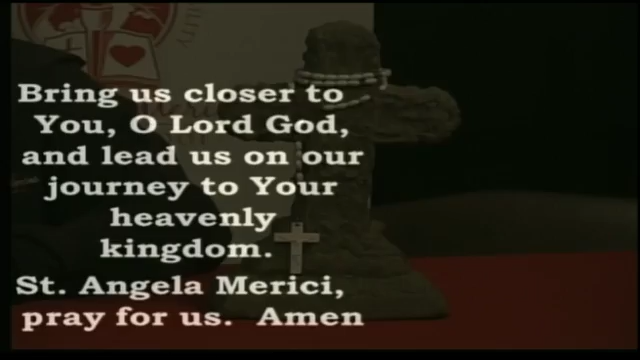 Bring us closer to
You, O Lord God,
and lead us on our
journey to Your
heavenly
kingdom.
St. Angela Merici,
pray for us.  Amen